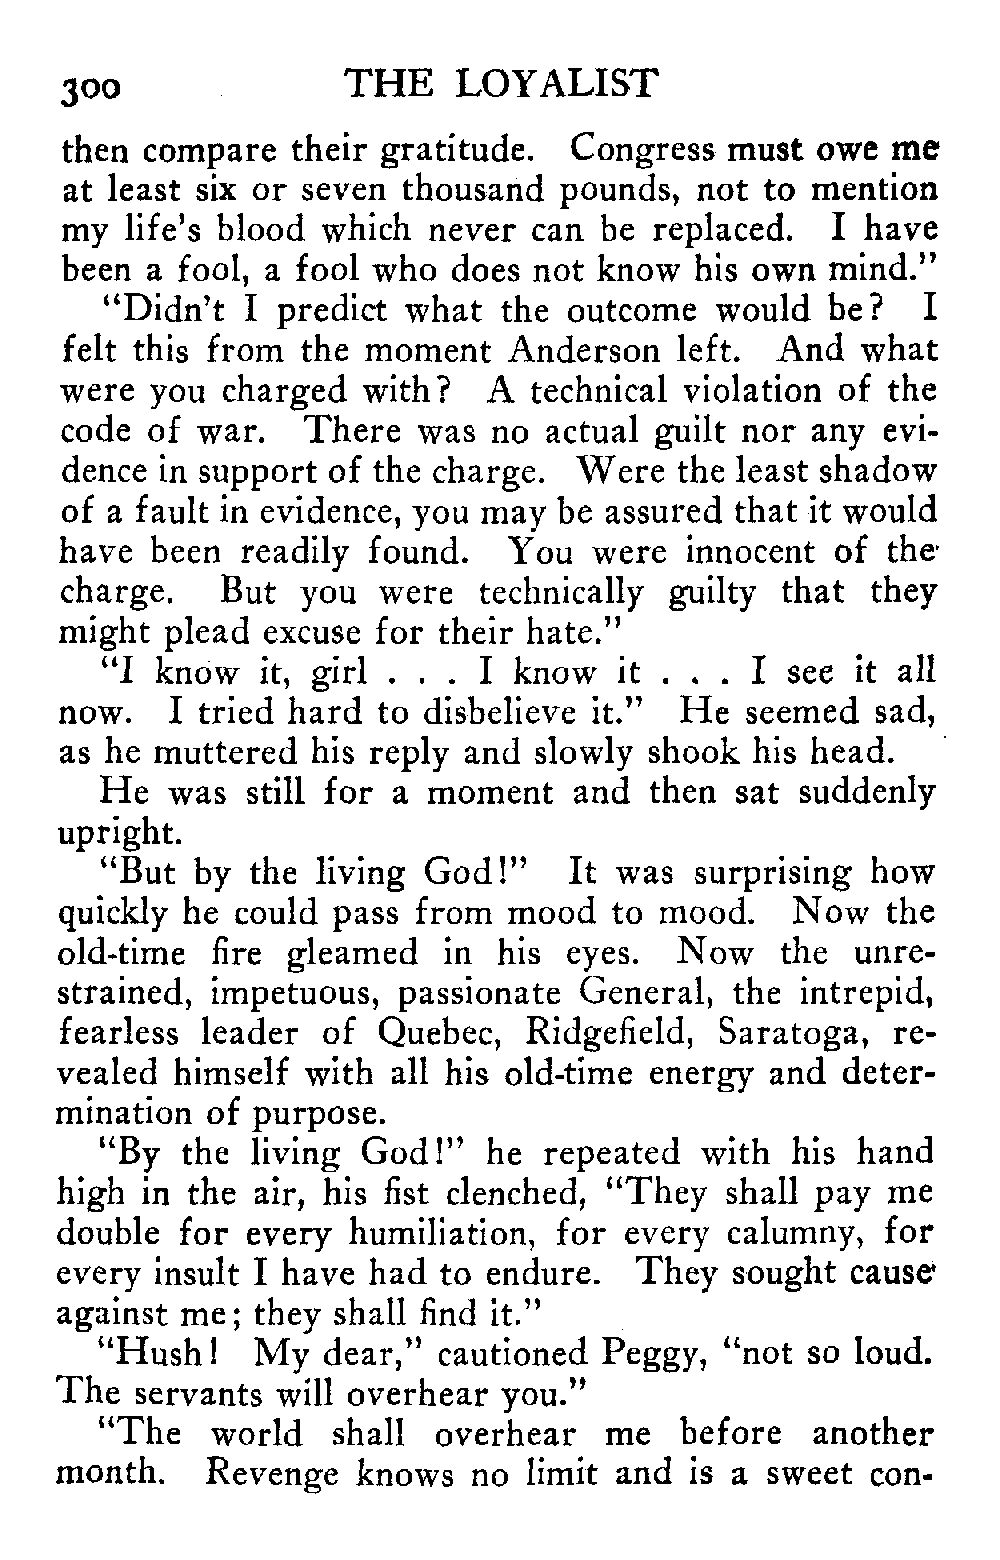 300 THE LOYALIST
then compare their gratitude. Congress must owe me
at least six or seven thousand pounds, not to mention
my life's blood which never can be replaced. I have
been a fool, a fool who does not know his own mind."
"Didn't I predict what the outcome would be? I
felt this from the moment Anderson left. And what
were you charged with? A technical violation of the
code of war. There was no actual guilt nor any evi-
dence in support of the charge. Were the least shadow
of a fault in evidence, you may be assured that it would
have been readily found. You were innocent of the
charge. But you were technically guilty that they
might plead excuse for their hate."
"I know it, girl . . . I know it . . . I see it all
now. I tried hard to disbelieve it." He seemed sad,
as he muttered his reply and slowly shook his head.
He was still for a moment and then sat suddenly
upright.
"But by the living God!" It was surprising how
quickly he could pass from mood to mood. Now the
old-time fire gleamed in his eyes. Now the unre-
strained, impetuous, passionate General, the intrepid,
fearless leader of Quebec, Ridgefield, Saratoga, re-
vealed himself with all his old-time energy and deter-
mination of purpose.
"By the living God!" he repeated with his hand
high in the air, his fist clenched, "They shall pay me
double for every humiliation, for every calumny, for
every insult I have had to endure. They sought cause
against me; they shall find it."
"Hush! My dear," cautioned Peggy, "not so loud.
The servants will overhear you."
"The world shall overhear me before another
month. Revenge knows no limit and is a sweet con-